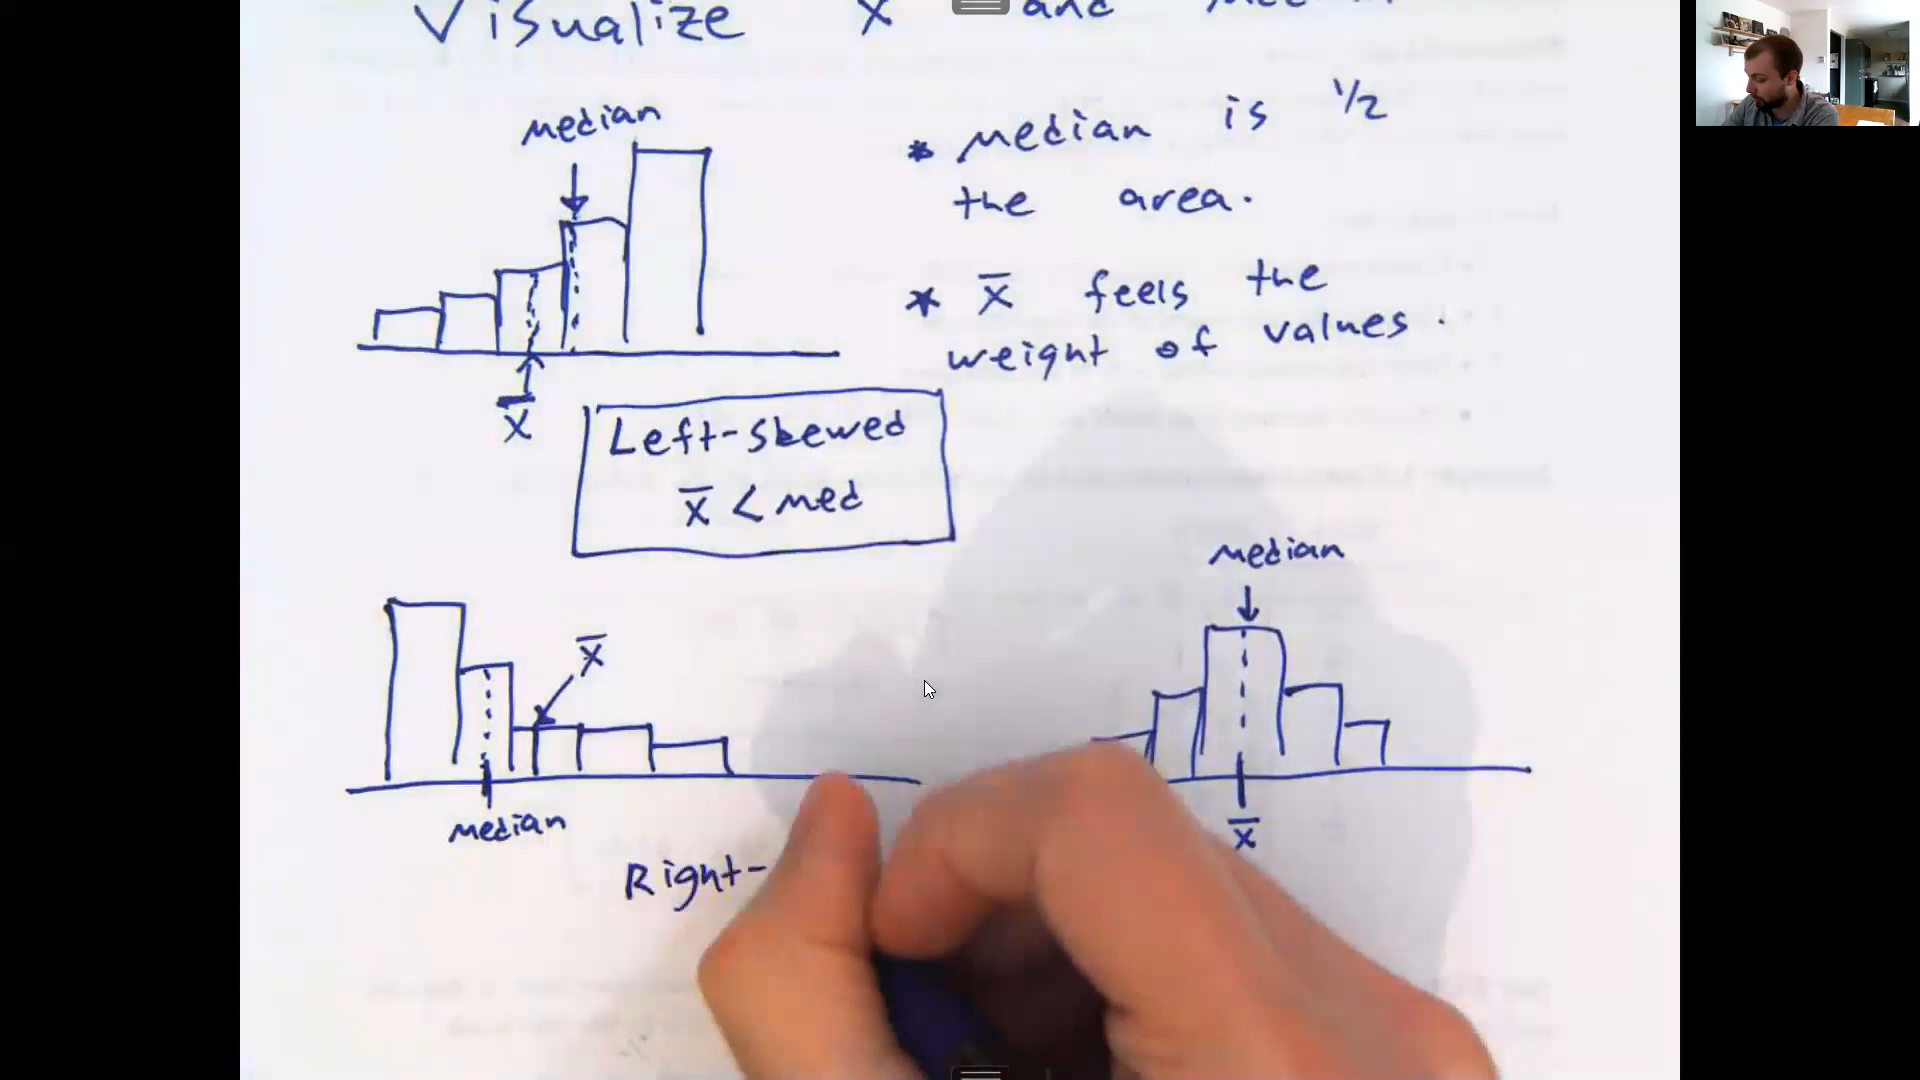 Visualize x̄ and
median
* median is 1/2
the area.
* x̄ feels the
weight of values.
x̄
Left-skewed
x̄ < med
median
x̄
median
x̄
Right-